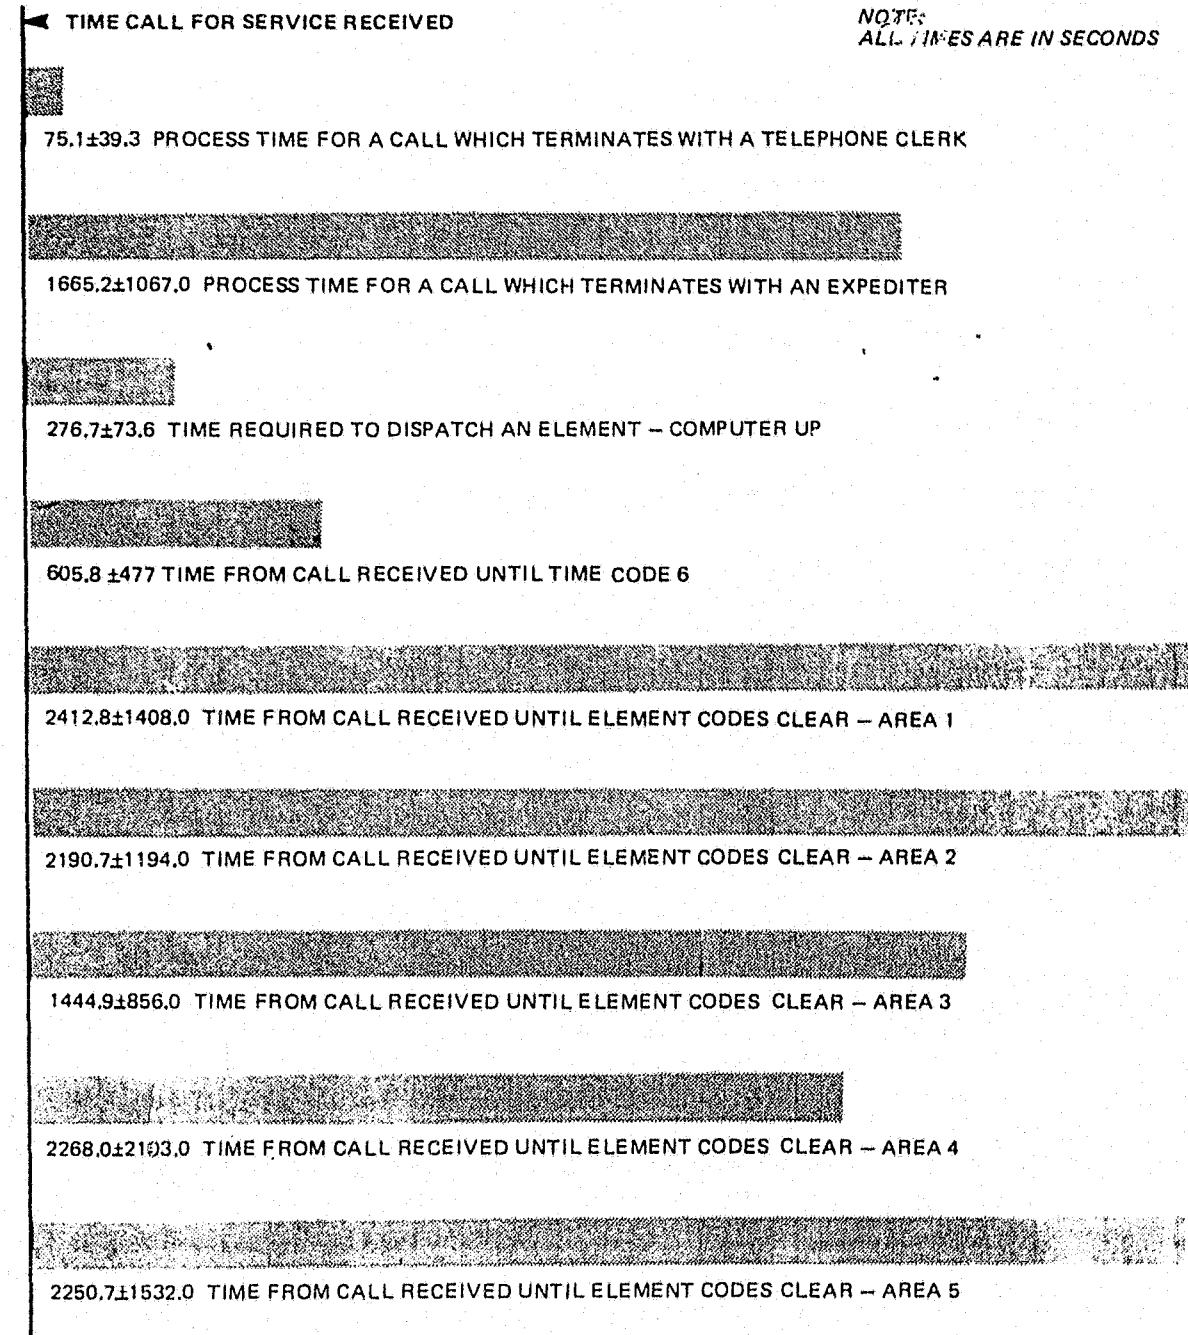 TIME CALL FOR SERVICE RECEIVED
NOTE:
ALL TIMES ARE IN SECONDS
75.1±39.3 PROCESS TIME FOR A CALL WHICH TERMINATES WITH A TELEPHONE CLERK
1665.2±1067.0 PROCESS TIME FOR A CALL WHICH TERMINATES WITH AN EXPEDITER
276.7±73.6 TIME REQUIRED TO DISPATCH AN ELEMENT – COMPUTER UP
605.8 ±477 TIME FROM CALL RECEIVED UNTIL TIME CODE 6
2412.8±1408.0 TIME FROM CALL RECEIVED UNTIL ELEMENT CODES CLEAR – AREA 1
2190.7±1194.0 TIME FROM CALL RECEIVED UNTIL ELEMENT CODES CLEAR – AREA 2
1444.9±856.0 TIME FROM CALL RECEIVED UNTIL ELEMENT CODES CLEAR – AREA 3
2268.0±2103.0 TIME FROM CALL RECEIVED UNTIL ELEMENT CODES CLEAR – AREA 4
2250.7±1532.0 TIME FROM CALL RECEIVED UNTIL ELEMENT CODES CLEAR – AREA 5